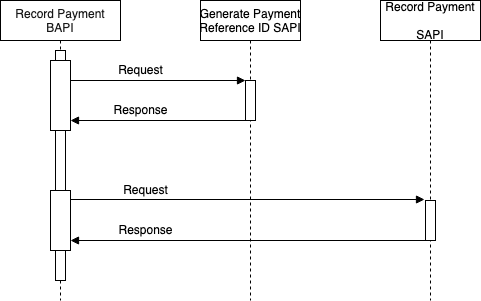 Record Payment
BAPI
Generate Payment
Reference ID SAPI
Record Payment
SAPI
Request
Response
Request
Response